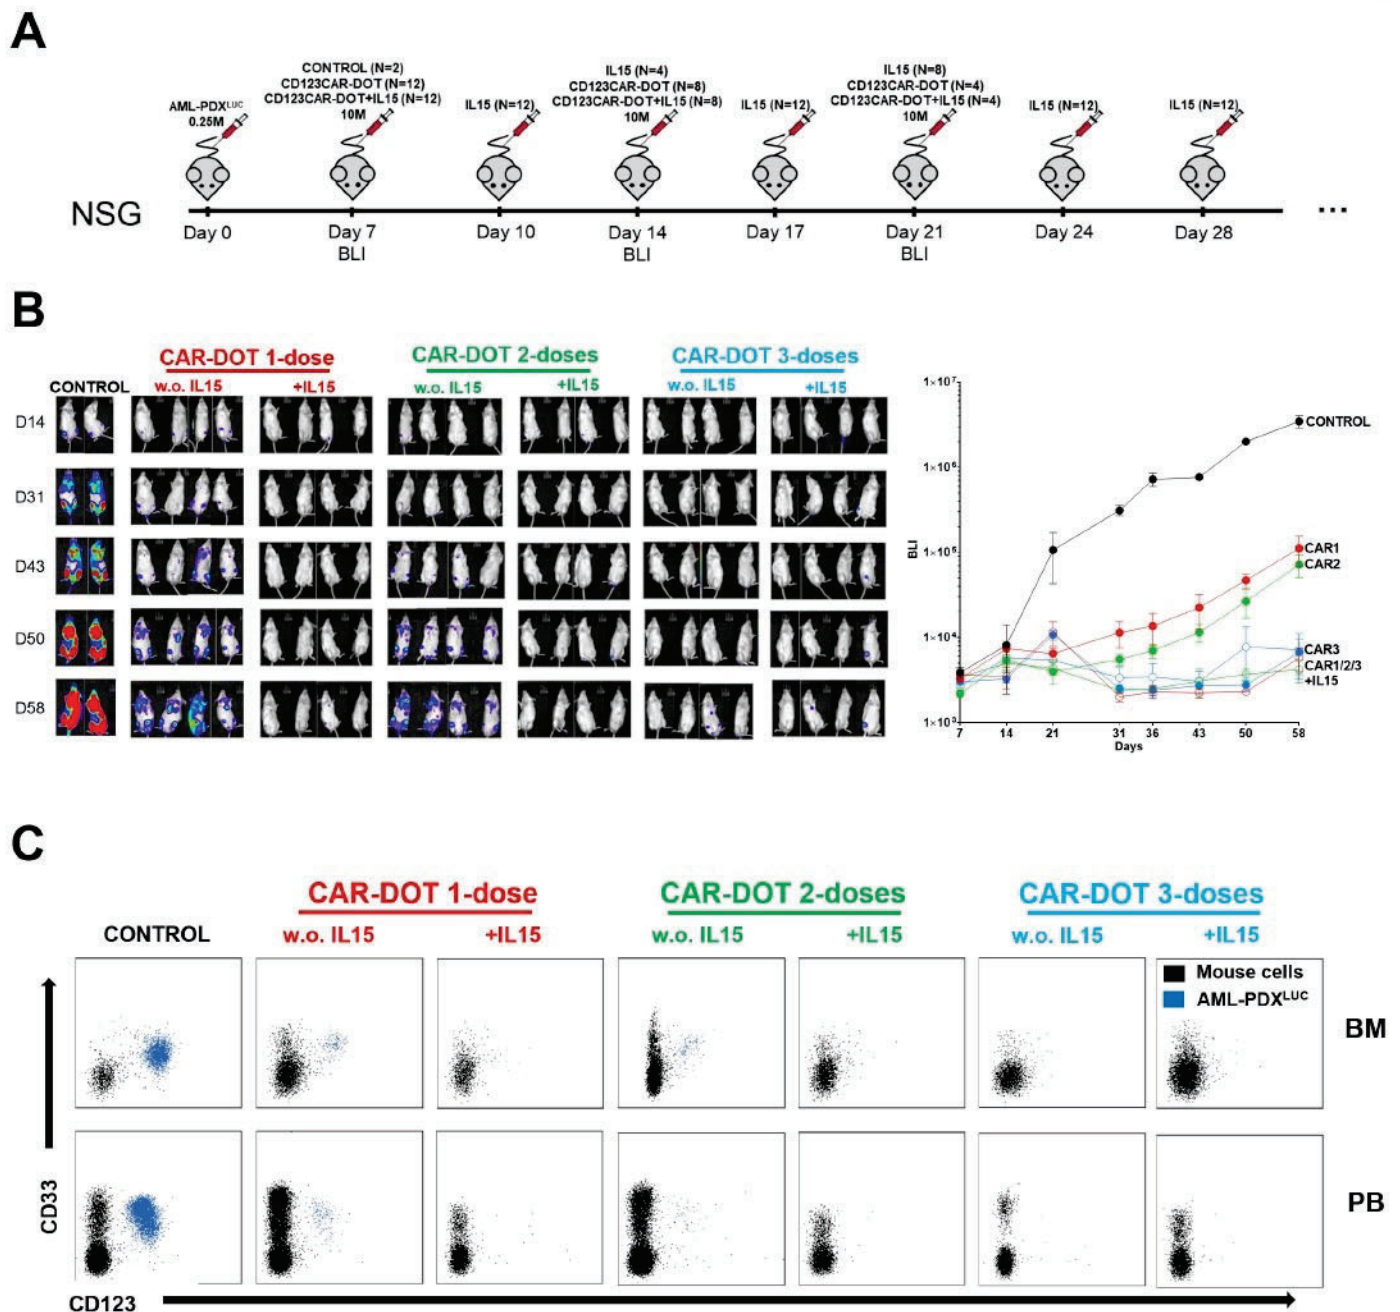 A
CONTROL (N=2)
CD123CAR-DOT (N=12)
CD123CAR-DOT+IL15 (N=12)
10M
IL15 (N=4)
CD123CAR-DOT (N=8)
CD123CAR-DOT+IL15 (N=8)
10M
IL15 (N=8)
CD123CAR-DOT (N=4)
CD123CAR-DOT+IL15 (N=4)
10M
AML-PDXLUC
0.25M
IL15 (N=12)
IL15 (N=12)
IL15 (N=12)
IL15 (N=12)
NSG
...
Day 0
Day 7
BLI
Day 10
Day 14
BLI
Day 17
Day 21
BLI
Day 24
Day 28
B
CAR-DOT 1-dose
CAR-DOT 2-doses
CAR-DOT 3-doses
CONTROL
w.o. IL15
+IL15
w.o. IL15
+IL15
w.o. IL15
+IL15
D14
D31
D43
D50
D58
1×10⁷
1×10⁶
1×10⁵
1×10⁴
1×10³
BLI
CONTROL
CAR1
CAR2
CAR3
CAR1/2/3
+IL15
7 14 21 31 36 43 50 58
Days
C
CAR-DOT 1-dose
CAR-DOT 2-doses
CAR-DOT 3-doses
CONTROL
w.o. IL15
+IL15
w.o. IL15
+IL15
w.o. IL15
+IL15
Mouse cells
AML-PDXLUC
BM
PB
CD33
CD123